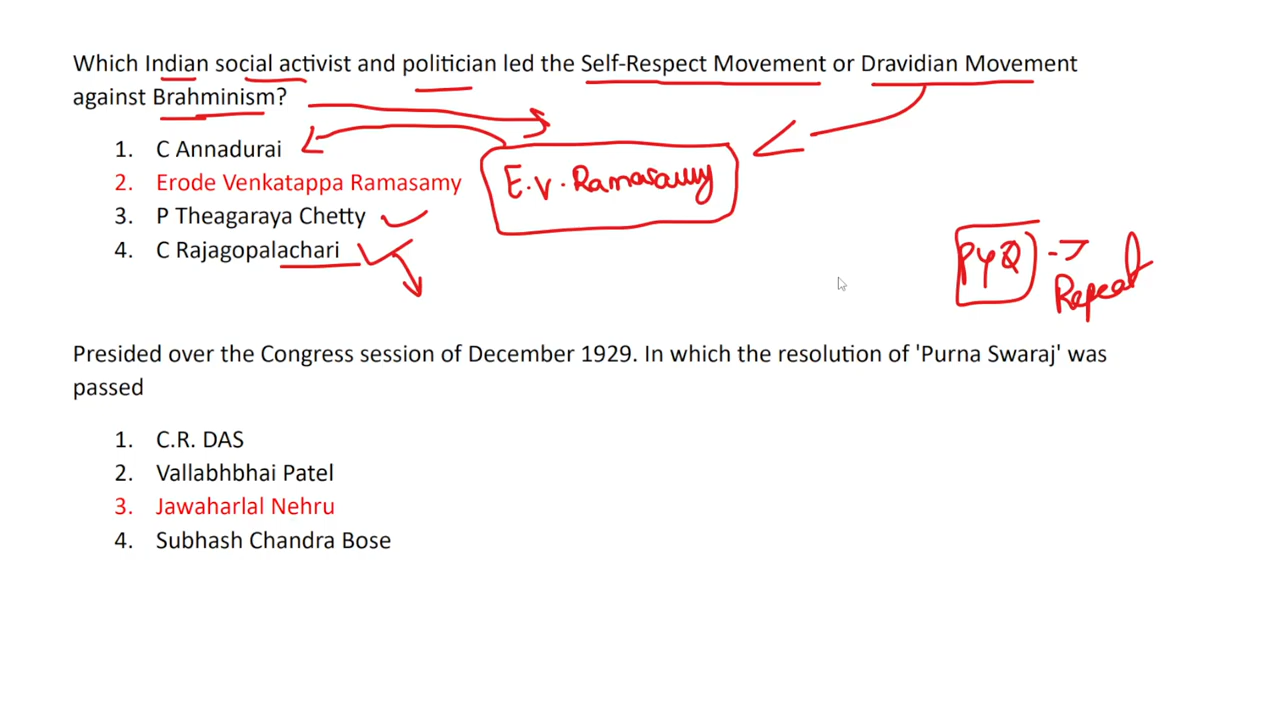 Which Indian social activist and politician led the Self-Respect Movement or Dravidian Movement
against Brahminism?
1. C Annadurai
2. Erode Venkatappa Ramasamy
E.V. Ramasamy
3. P Theagaraya Chetty
4. C Rajagopalachari
PYQ →
Repeat
Presided over the Congress session of December 1929. In which the resolution of 'Purna Swaraj' was
passed
1. C.R. DAS
2. Vallabhbhai Patel
3. Jawaharlal Nehru
4. Subhash Chandra Bose